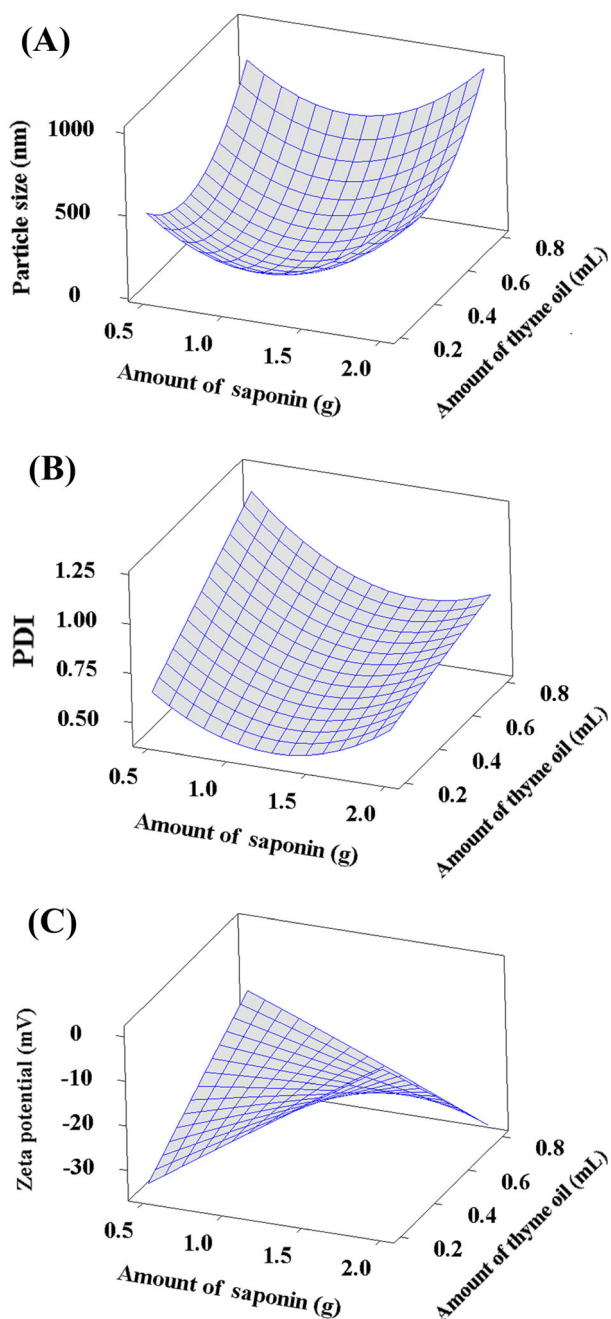 (A)
1000
500
0
Particle size (nm)
0.5
1.0
1.5
2.0
Amount of saponin (g)
0.2
0.4
0.6
0.8
Amount of thyme oil (mL)
(B)
1.25
1.00
0.75
0.50
PDI
0.5
1.0
1.5
2.0
Amount of saponin (g)
0.2
0.4
0.6
0.8
Amount of thyme oil (mL)
(C)
0
-10
-20
-30
Zeta potential (mV)
0.5
1.0
1.5
2.0
Amount of saponin (g)
0.2
0.4
0.6
0.8
Amount of thyme oil (mL)